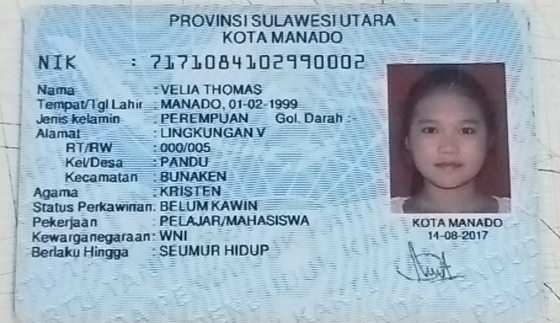 PROVINSI SULAWESI UTARA
KOTA MANADO
NIK : 7171084102990002
Nama : VELIA THOMAS
Tempat/Tgl Lahir : MANADO, 01-02-1999
Jenis kelamin : PEREMPUAN Gol. Darah :-
Alamat : LINGKUNGAN V
RT/RW : 000/005
Kel/Desa : PANDU
Kecamatan : BUNAKEN
Agama : KRISTEN
Status Perkawinan: BELUM KAWIN
Pekerjaan : PELAJAR/MAHASISWA
Kewarganegaraan: WNI
Berlaku Hingga : SEUMUR HIDUP
KOTA MANADO
14-08-2017